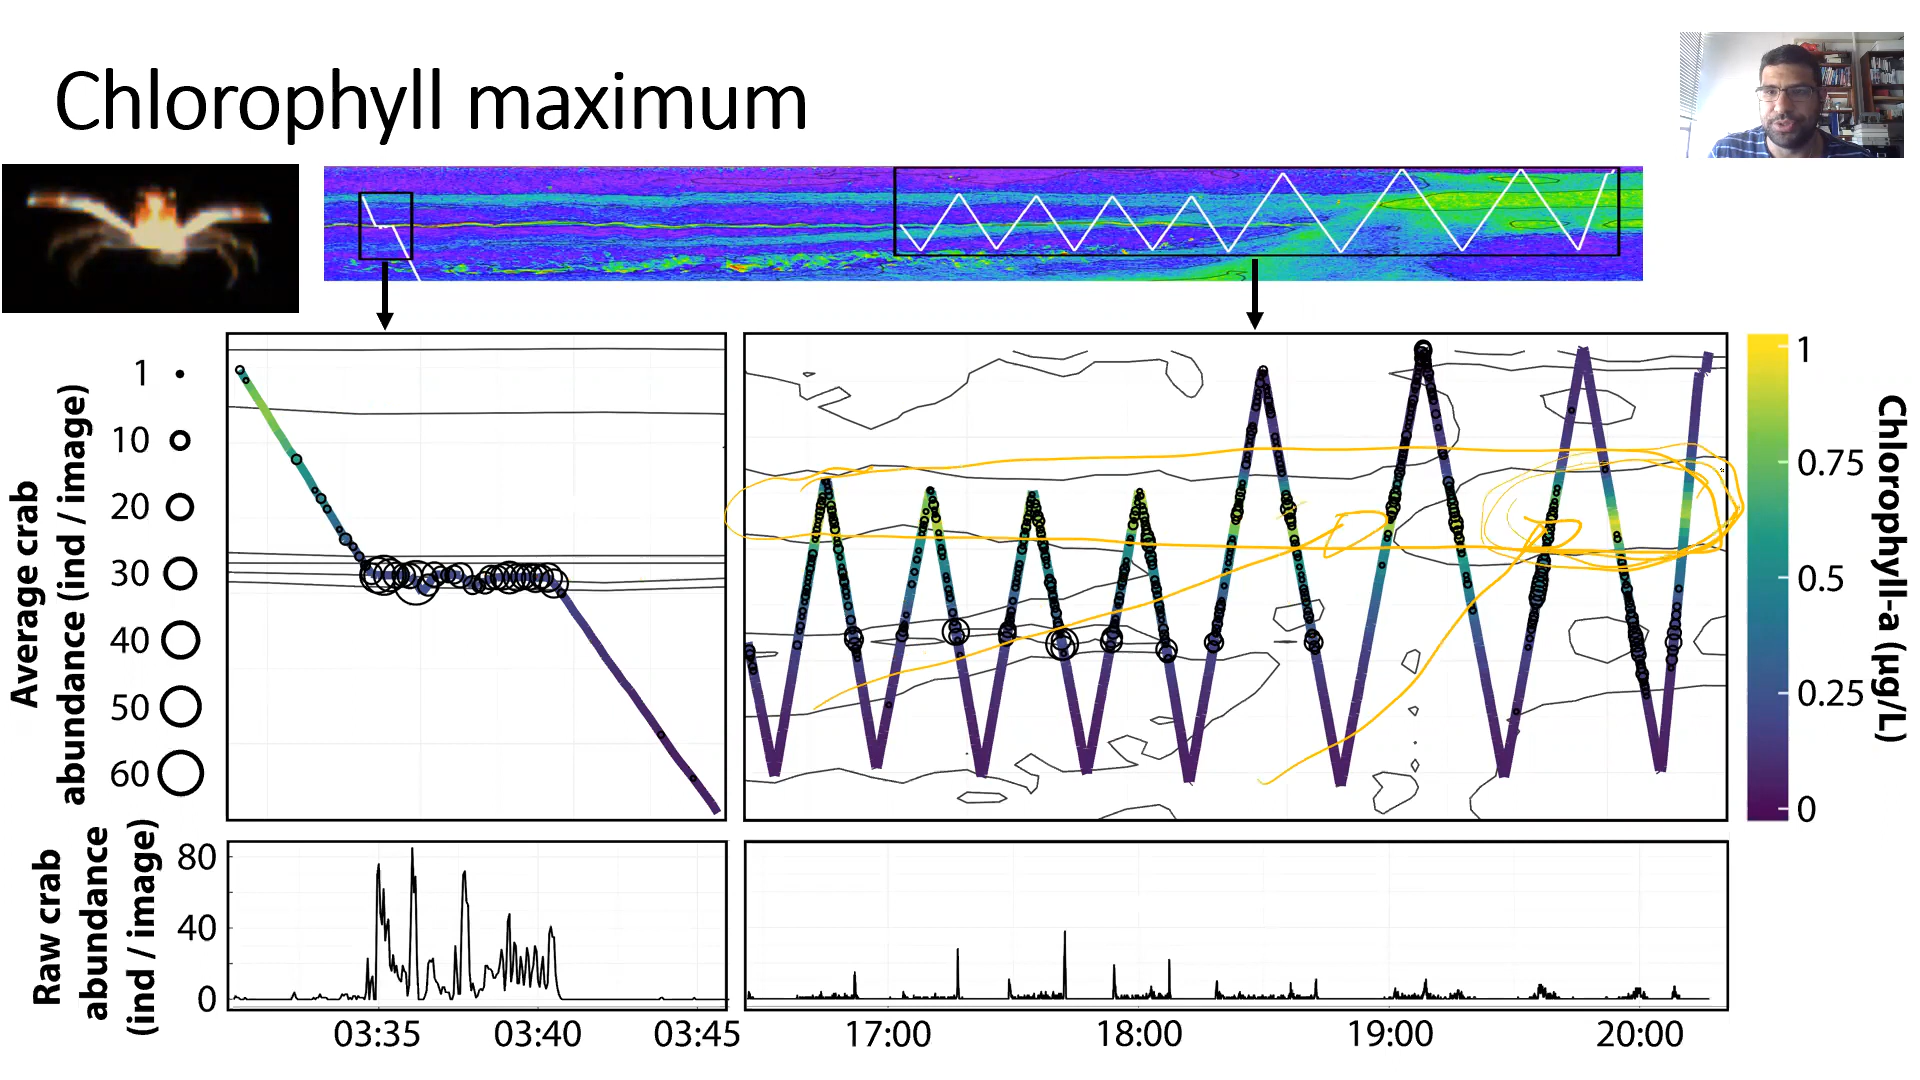 Chlorophyll maximum
Average crab
abundance (ind / image)
1
10
20
30
40
50
60
1
0.75
0.5
0.25
0
Chlorophyll-a (µg/L)
Raw crab
abundance
(ind / image)
80
40
0
03:35 03:40 03:45 17:00 18:00 19:00 20:00